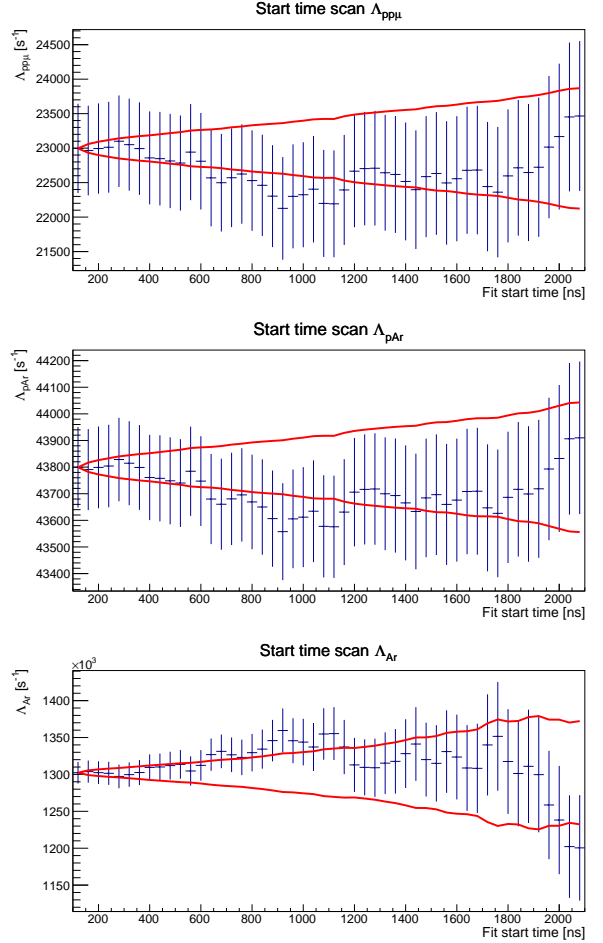 Start time scan Λppμ
Λppμ [s⁻¹]
24500
24000
23500
23000
22500
22000
21500
200 400 600 800 1000 1200 1400 1600 1800 2000
Fit start time [ns]
Start time scan ΛpAr
ΛpAr [s⁻¹]
44200
44100
44000
43900
43800
43700
43600
43500
43400
200 400 600 800 1000 1200 1400 1600 1800 2000
Fit start time [ns]
Start time scan ΛAr
×10³
ΛAr [s⁻¹]
1400
1350
1300
1250
1200
1150
200 400 600 800 1000 1200 1400 1600 1800 2000
Fit start time [ns]